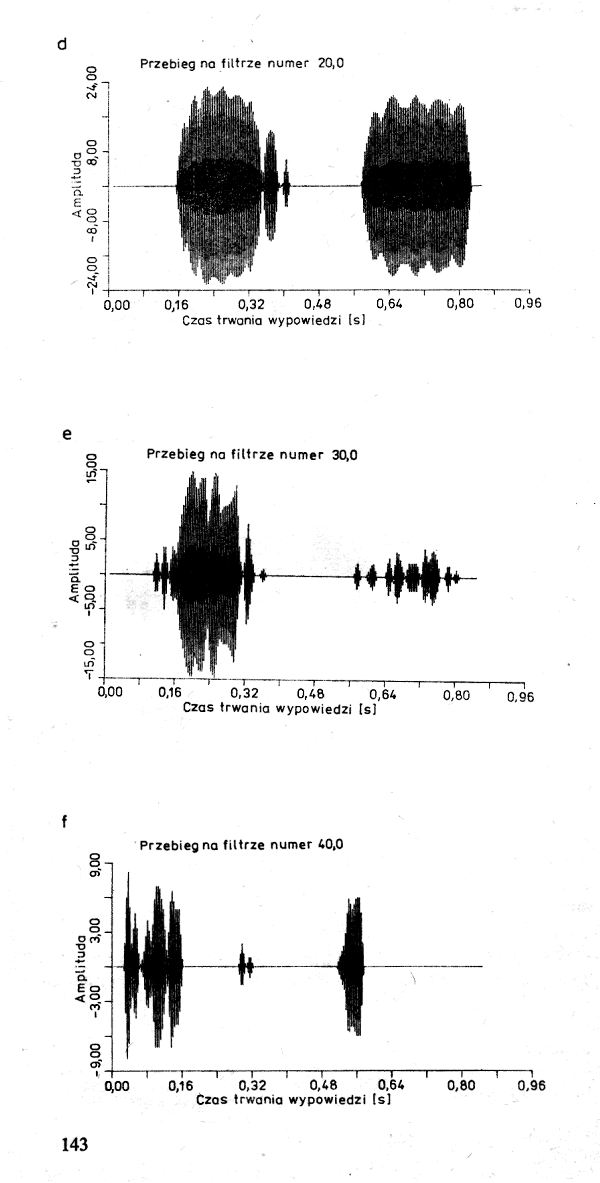 d
Przebieg na filtrze numer 20,0
24,00
8,00
-8,00
-24,00
Amplituda
0,00 0,16 0,32 0,48 0,64 0,80 0,96
Czas trwania wypowiedzi [s]
e
Przebieg na filtrze numer 30,0
15,00
5,00
-5,00
-15,00
Amplituda
0,00 0,16 0,32 0,48 0,64 0,80 0,96
Czas trwania wypowiedzi [s]
f
Przebieg na filtrze numer 40,0
9,00
3,00
-3,00
-9,00
Amplituda
0,00 0,16 0,32 0,48 0,64 0,80 0,96
Czas trwania wypowiedzi [s]
143